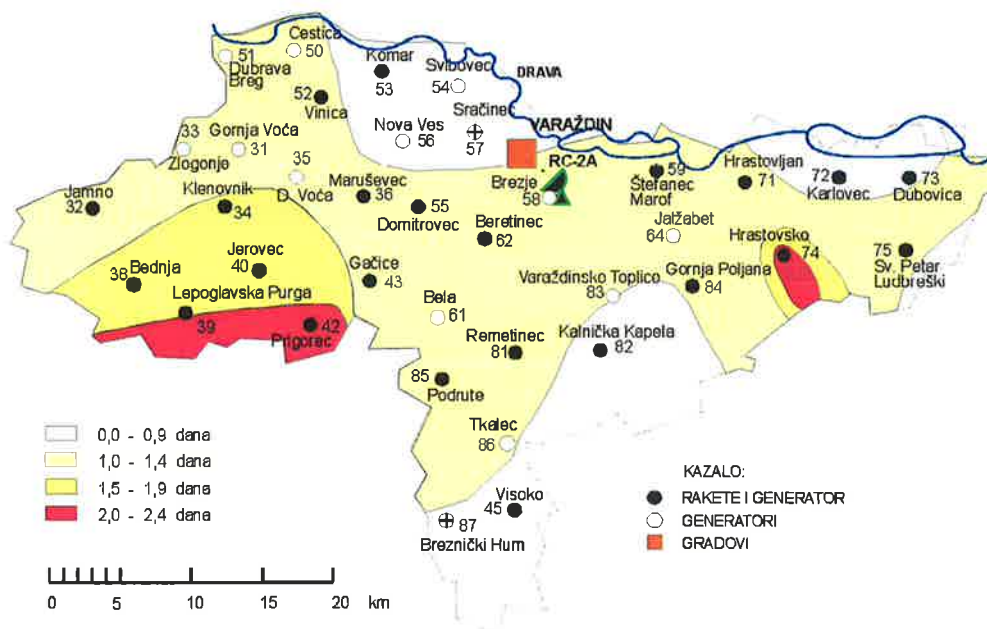 Cestica
50
51
Dubrava
Breg
Komar
53
Svibovec
54
DRAVA
52
Vinica
Sračinec
57
VARAŽDIN
Nova Ves
56
33
Zlogonje
Gornja Voća
31
35
D. Voća
RC-2A
Brezje
58
59
Štefanec
Marof
Hrastovljan
71
72
Karlovec
73
Dubovica
Jamno
32
Klenovnik
34
Maruševec
36
55
Domitrovec
Beretinec
62
Jalžabet
64
Hrastovsko
74
75
Sv. Petar
Ludbreški
Jerovec
40
38
Bednja
Gačice
43
Varaždinsko Toplico
83
Gornja Poljana
84
Lepoglavska Purga
39
42
Prigorec
Bela
61
Remetinec
81
Kalnička Kapela
82
85
Podrute
Tkalec
86
Visoko
45
87
Breznički Hum
0,0 - 0,9 dana
1,0 - 1,4 dana
1,5 - 1,9 dana
2,0 - 2,4 dana
KAZALO:
RAKETE I GENERATOR
GENERATORI
GRADOVI
0 5 10 15 20 km